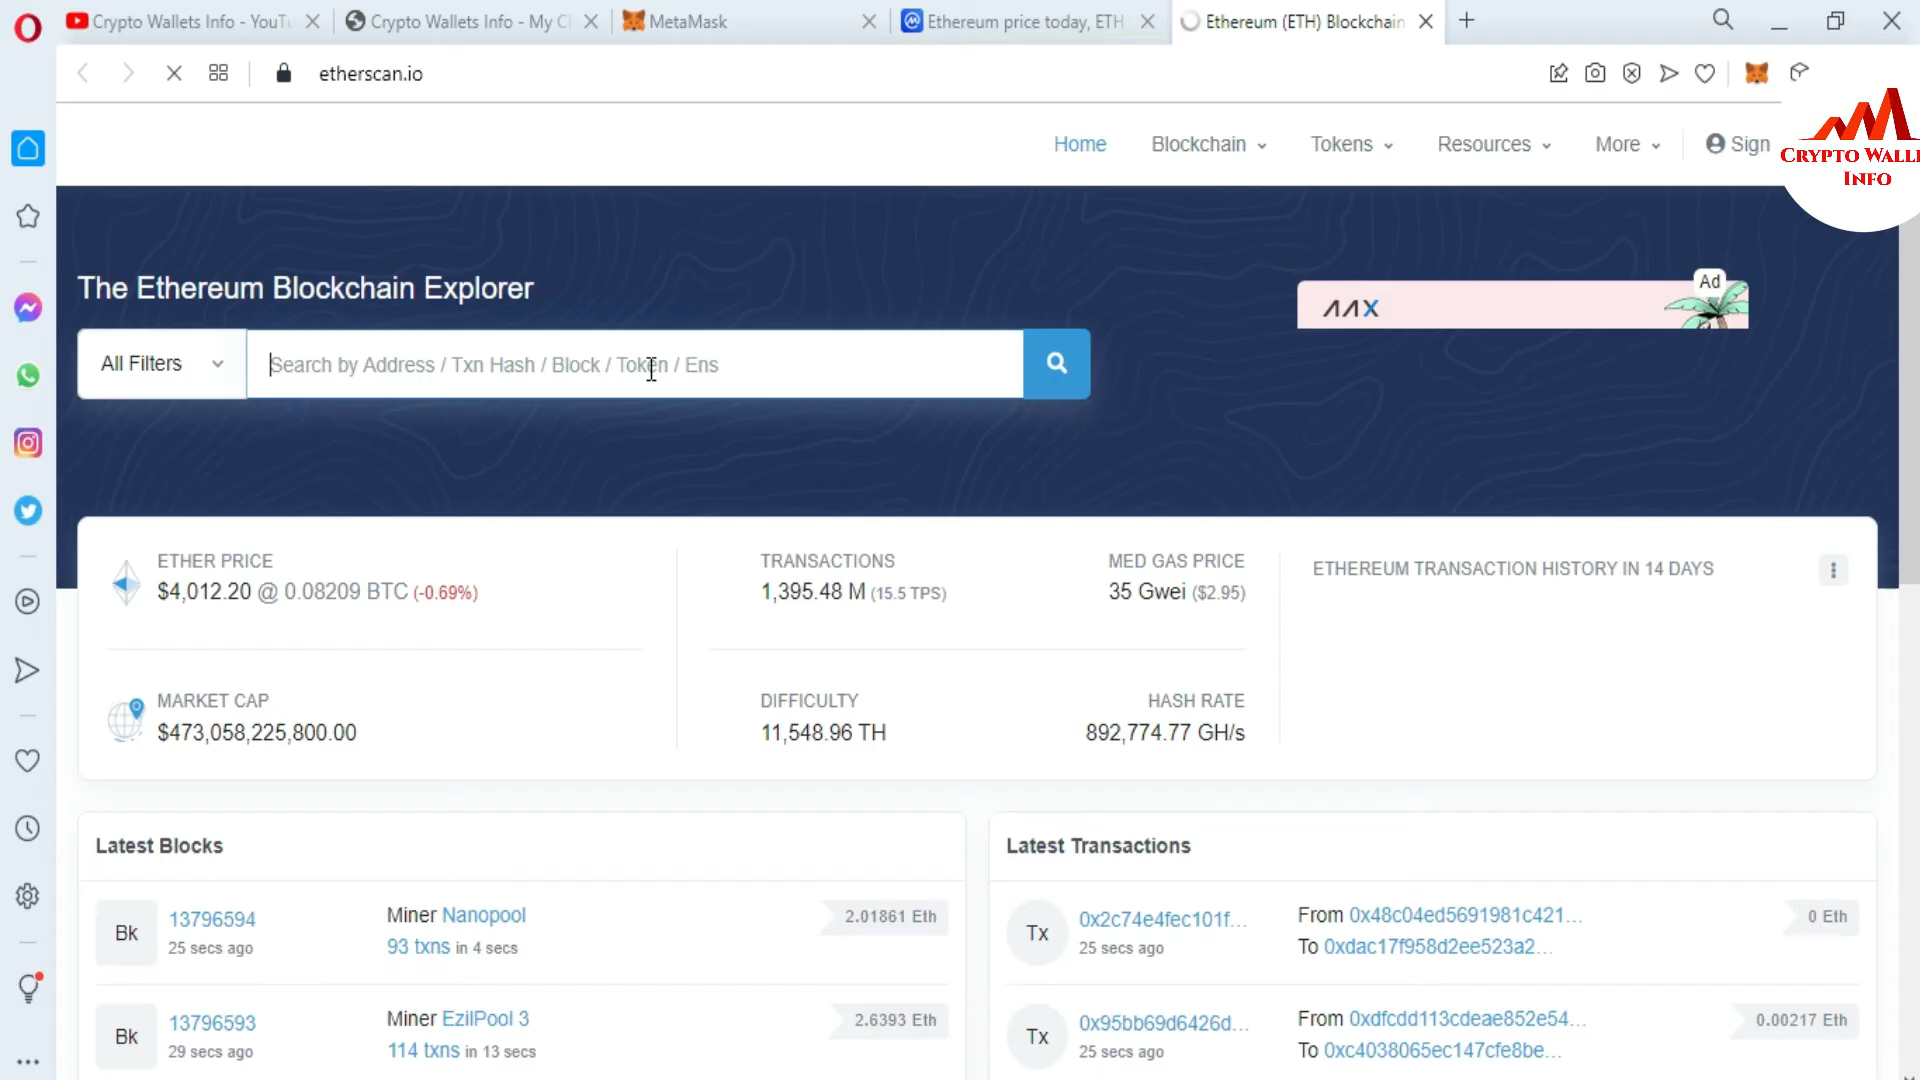 Crypto Wallets Info - YouTu
Crypto Wallets Info - My C
MetaMask
Ethereum price today, ETH
Ethereum (ETH) Blockchain
etherscan.io
CRYPTO WALLE
INFO
Home
Blockchain
Tokens
Resources
More
Sign
The Ethereum Blockchain Explorer
All Filters
Search by Address / Txn Hash / Block / Token / Ens
Ad
AAX
ETHER PRICE
$4,012.20 @ 0.08209 BTC (-0.69%)
TRANSACTIONS
1,395.48 M (15.5 TPS)
MED GAS PRICE
35 Gwei ($2.95)
ETHEREUM TRANSACTION HISTORY IN 14 DAYS
MARKET CAP
$473,058,225,800.00
DIFFICULTY
11,548.96 TH
HASH RATE
892,774.77 GH/s
Latest Blocks
Bk
13796594
25 secs ago
Miner Nanopool
93 txns in 4 secs
2.01861 Eth
Bk
13796593
29 secs ago
Miner EzilPool 3
114 txns in 13 secs
2.6393 Eth
Latest Transactions
Tx
0x2c74e4fec101f...
25 secs ago
From 0x48c04ed5691981c421...
To 0xdac17f958d2ee523a2...
0 Eth
Tx
0x95bb69d6426d...
25 secs ago
From 0xdfcdd113cdeae852e54...
To 0xc4038065ec147cfe8be...
0.00217 Eth